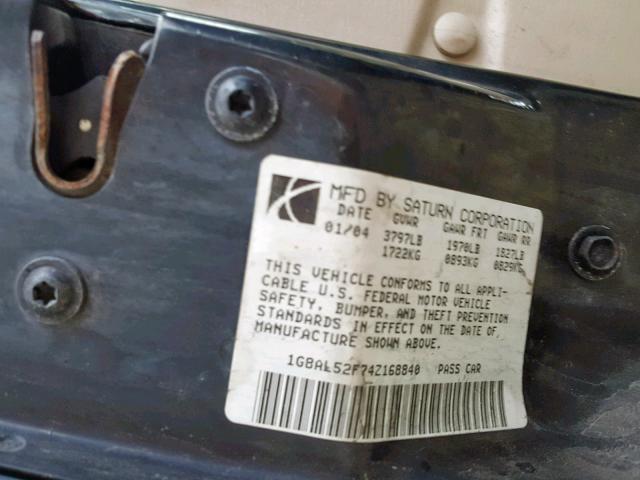 MFD BY SATURN CORPORATION
DATE GVWR GAWR FRT GAWR RR
01/04 3797LB 1970LB 1827LB
1722KG 0893KG 0829KG
THIS VEHICLE CONFORMS TO ALL APPLI-
CABLE U.S. FEDERAL MOTOR VEHICLE
SAFETY, BUMPER, AND THEFT PREVENTION
STANDARDS IN EFFECT ON THE DATE OF
MANUFACTURE SHOWN ABOVE.
1G8AL52F74Z168840 PASS CAR